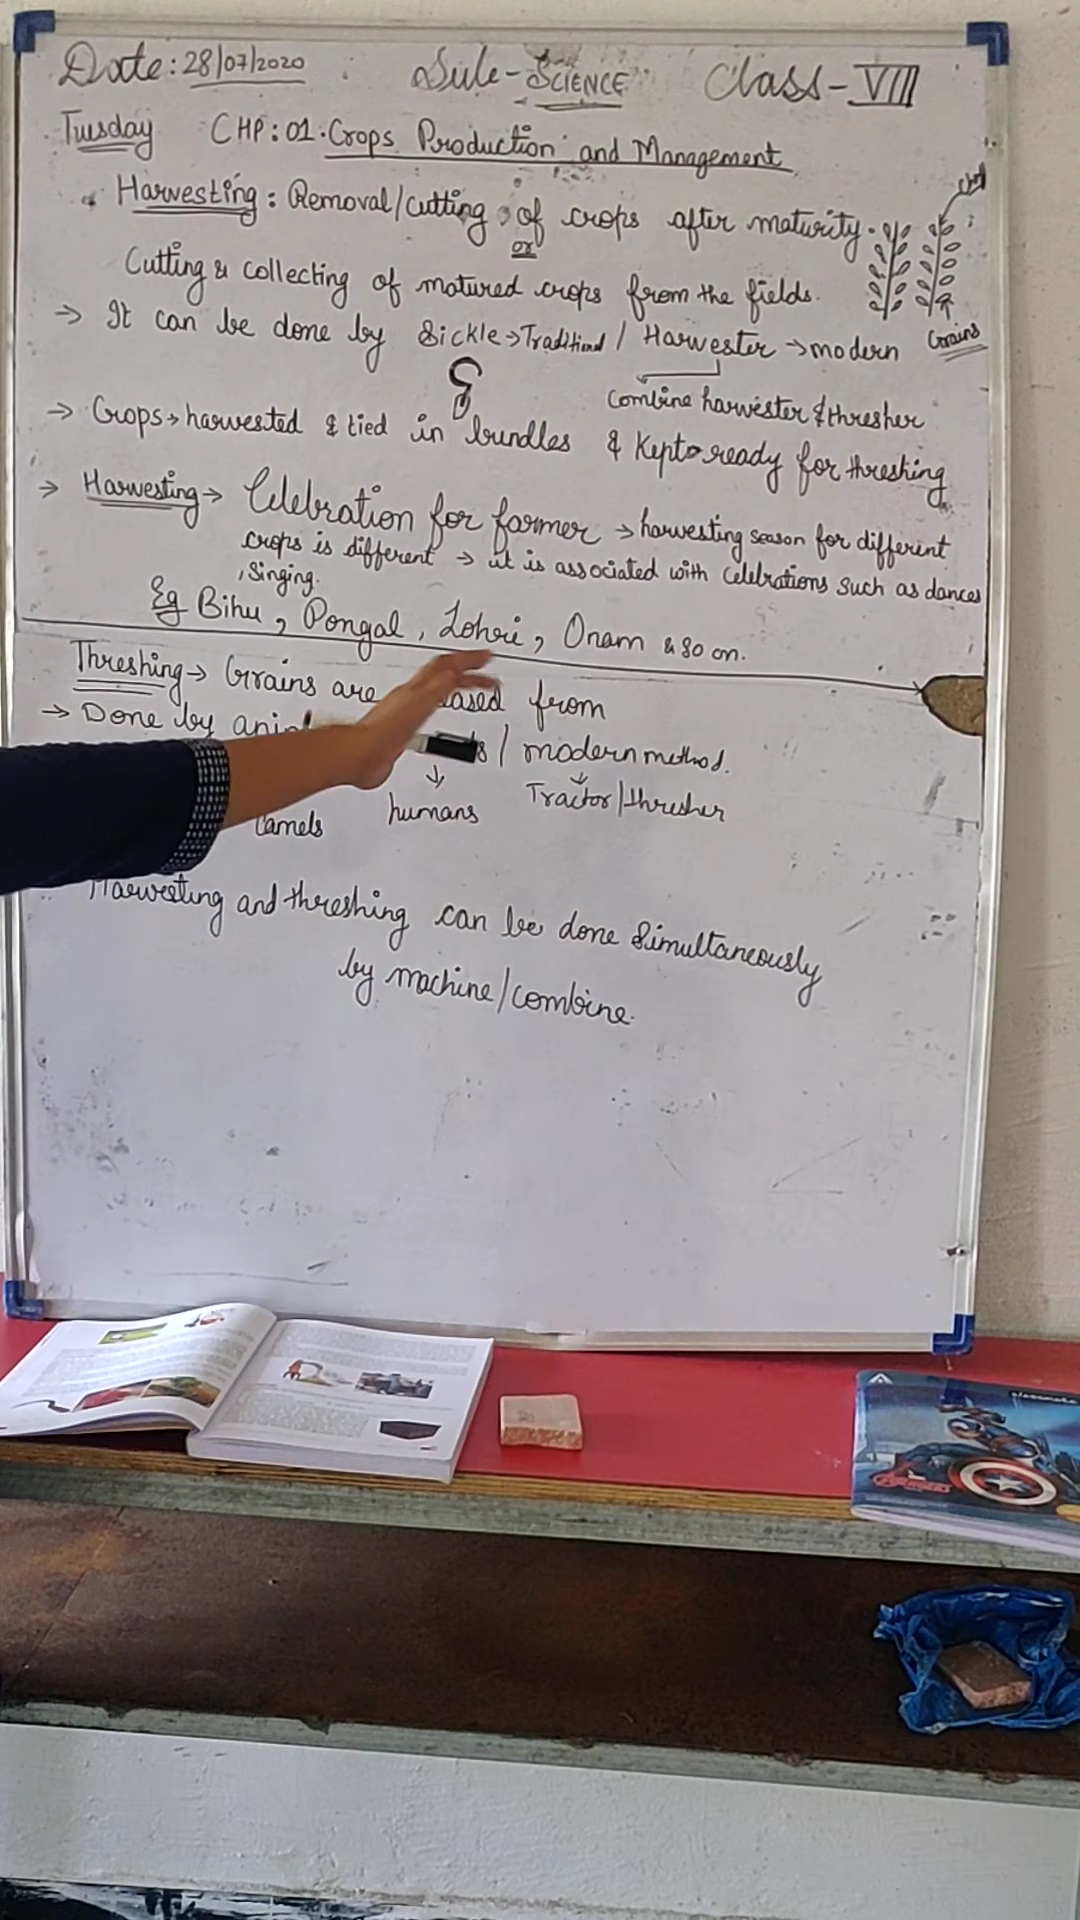 Date: 28/07/2020 Sub:- SCIENCE Class - VIII
Tuesday CHP: 01. Crops Production and Management
Harvesting: Removal/cutting of crops after maturity.
or
Cutting & collecting of matured crops from the fields.
Grains
→ It can be done by Sickle → Traditional / Harvester → modern
Combine harvester & thresher
→ Crops → harvested & tied in bundles & Kept ready for threshing
→ Harvesting → Celebration for farmer → harvesting season for different
crops is different → it is associated with celebrations such as dances
, Singing.
Eg Bihu, Pongal, Lohri, Onam & so on.
Threshing → Grains are from
→ Done by / modern method.
Camels humans Tractor/thresher
Harvesting and threshing can be done simultaneously
by machine/combine.
classmate
AVENGERS